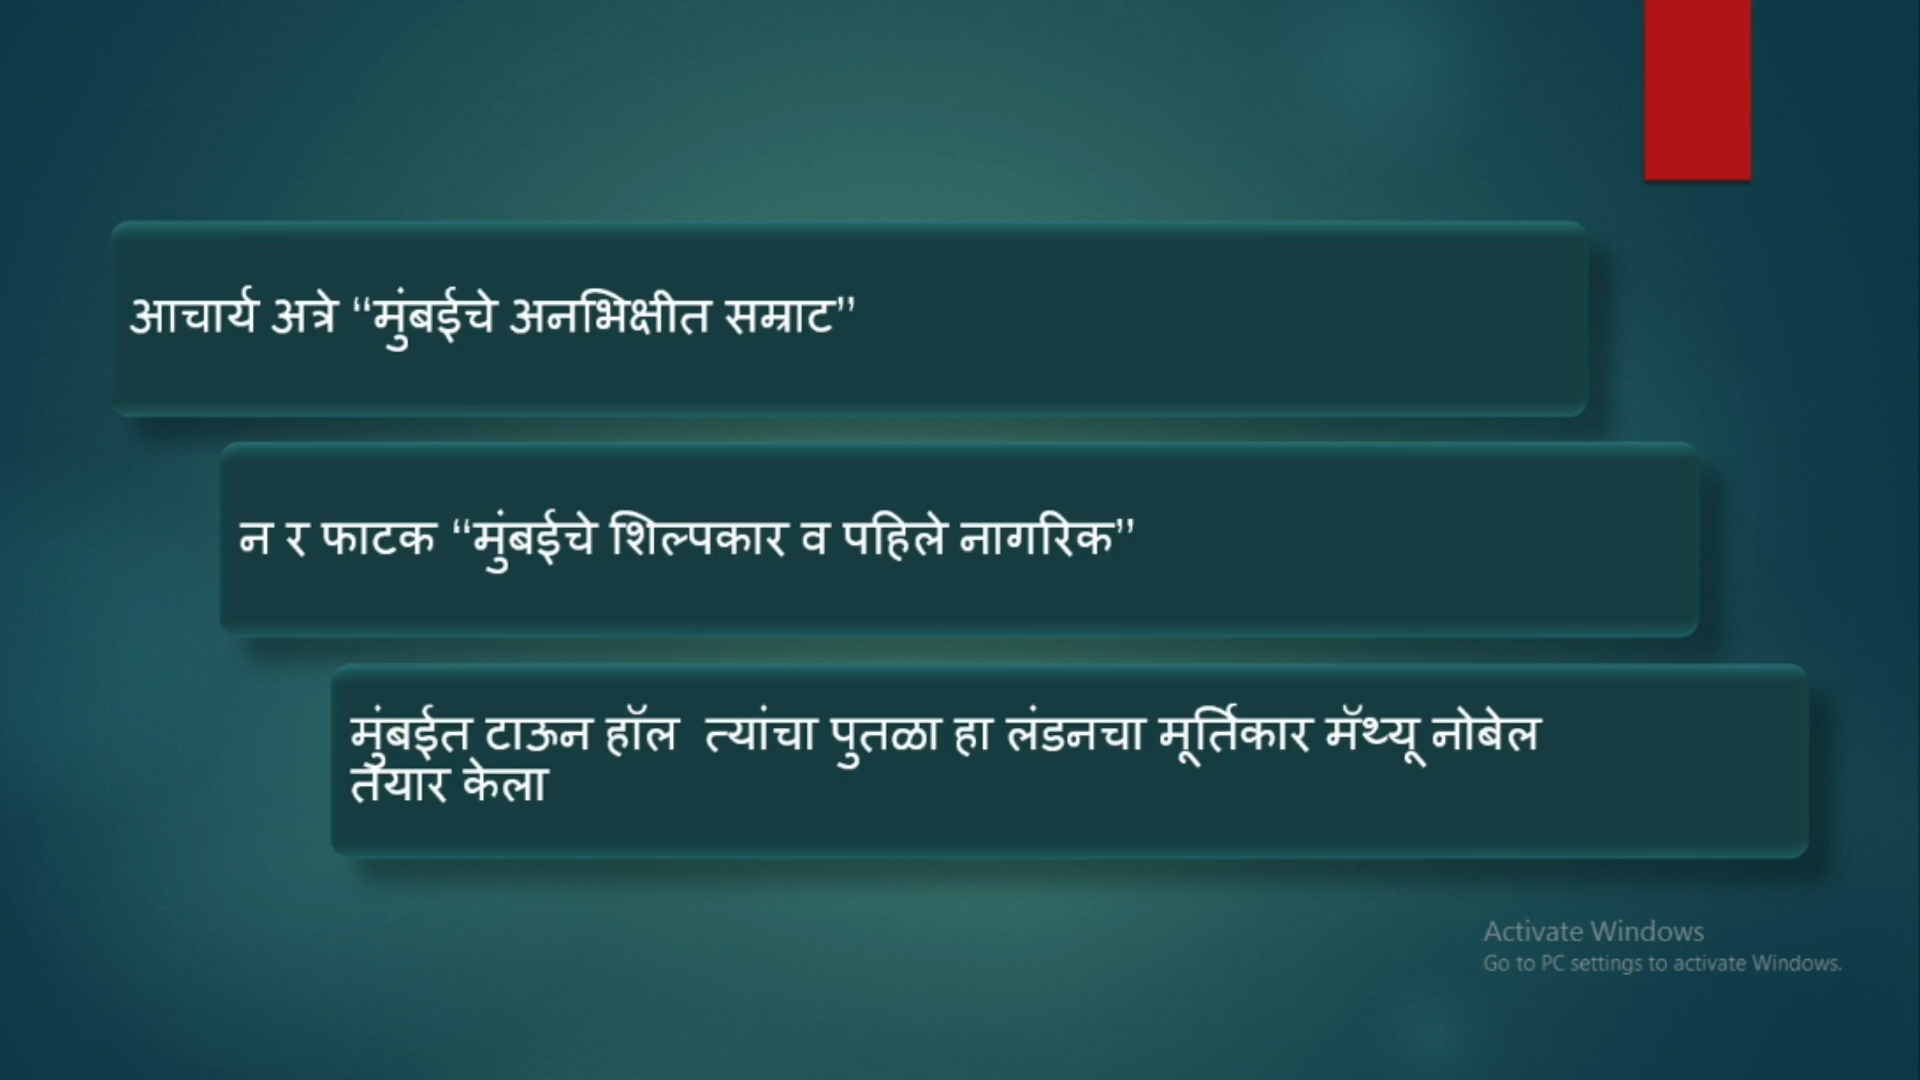 आचार्य अत्रे “मुंबईचे अनभिक्षीत सम्राट”
न र फाटक “मुंबईचे शिल्पकार व पहिले नागरिक”
मुंबईत टाऊन हॉल त्यांचा पुतळा हा लंडनचा मूर्तिकार मॅथ्यू नोबेल
तयार केला
Activate Windows
Go to PC settings to activate Windows.